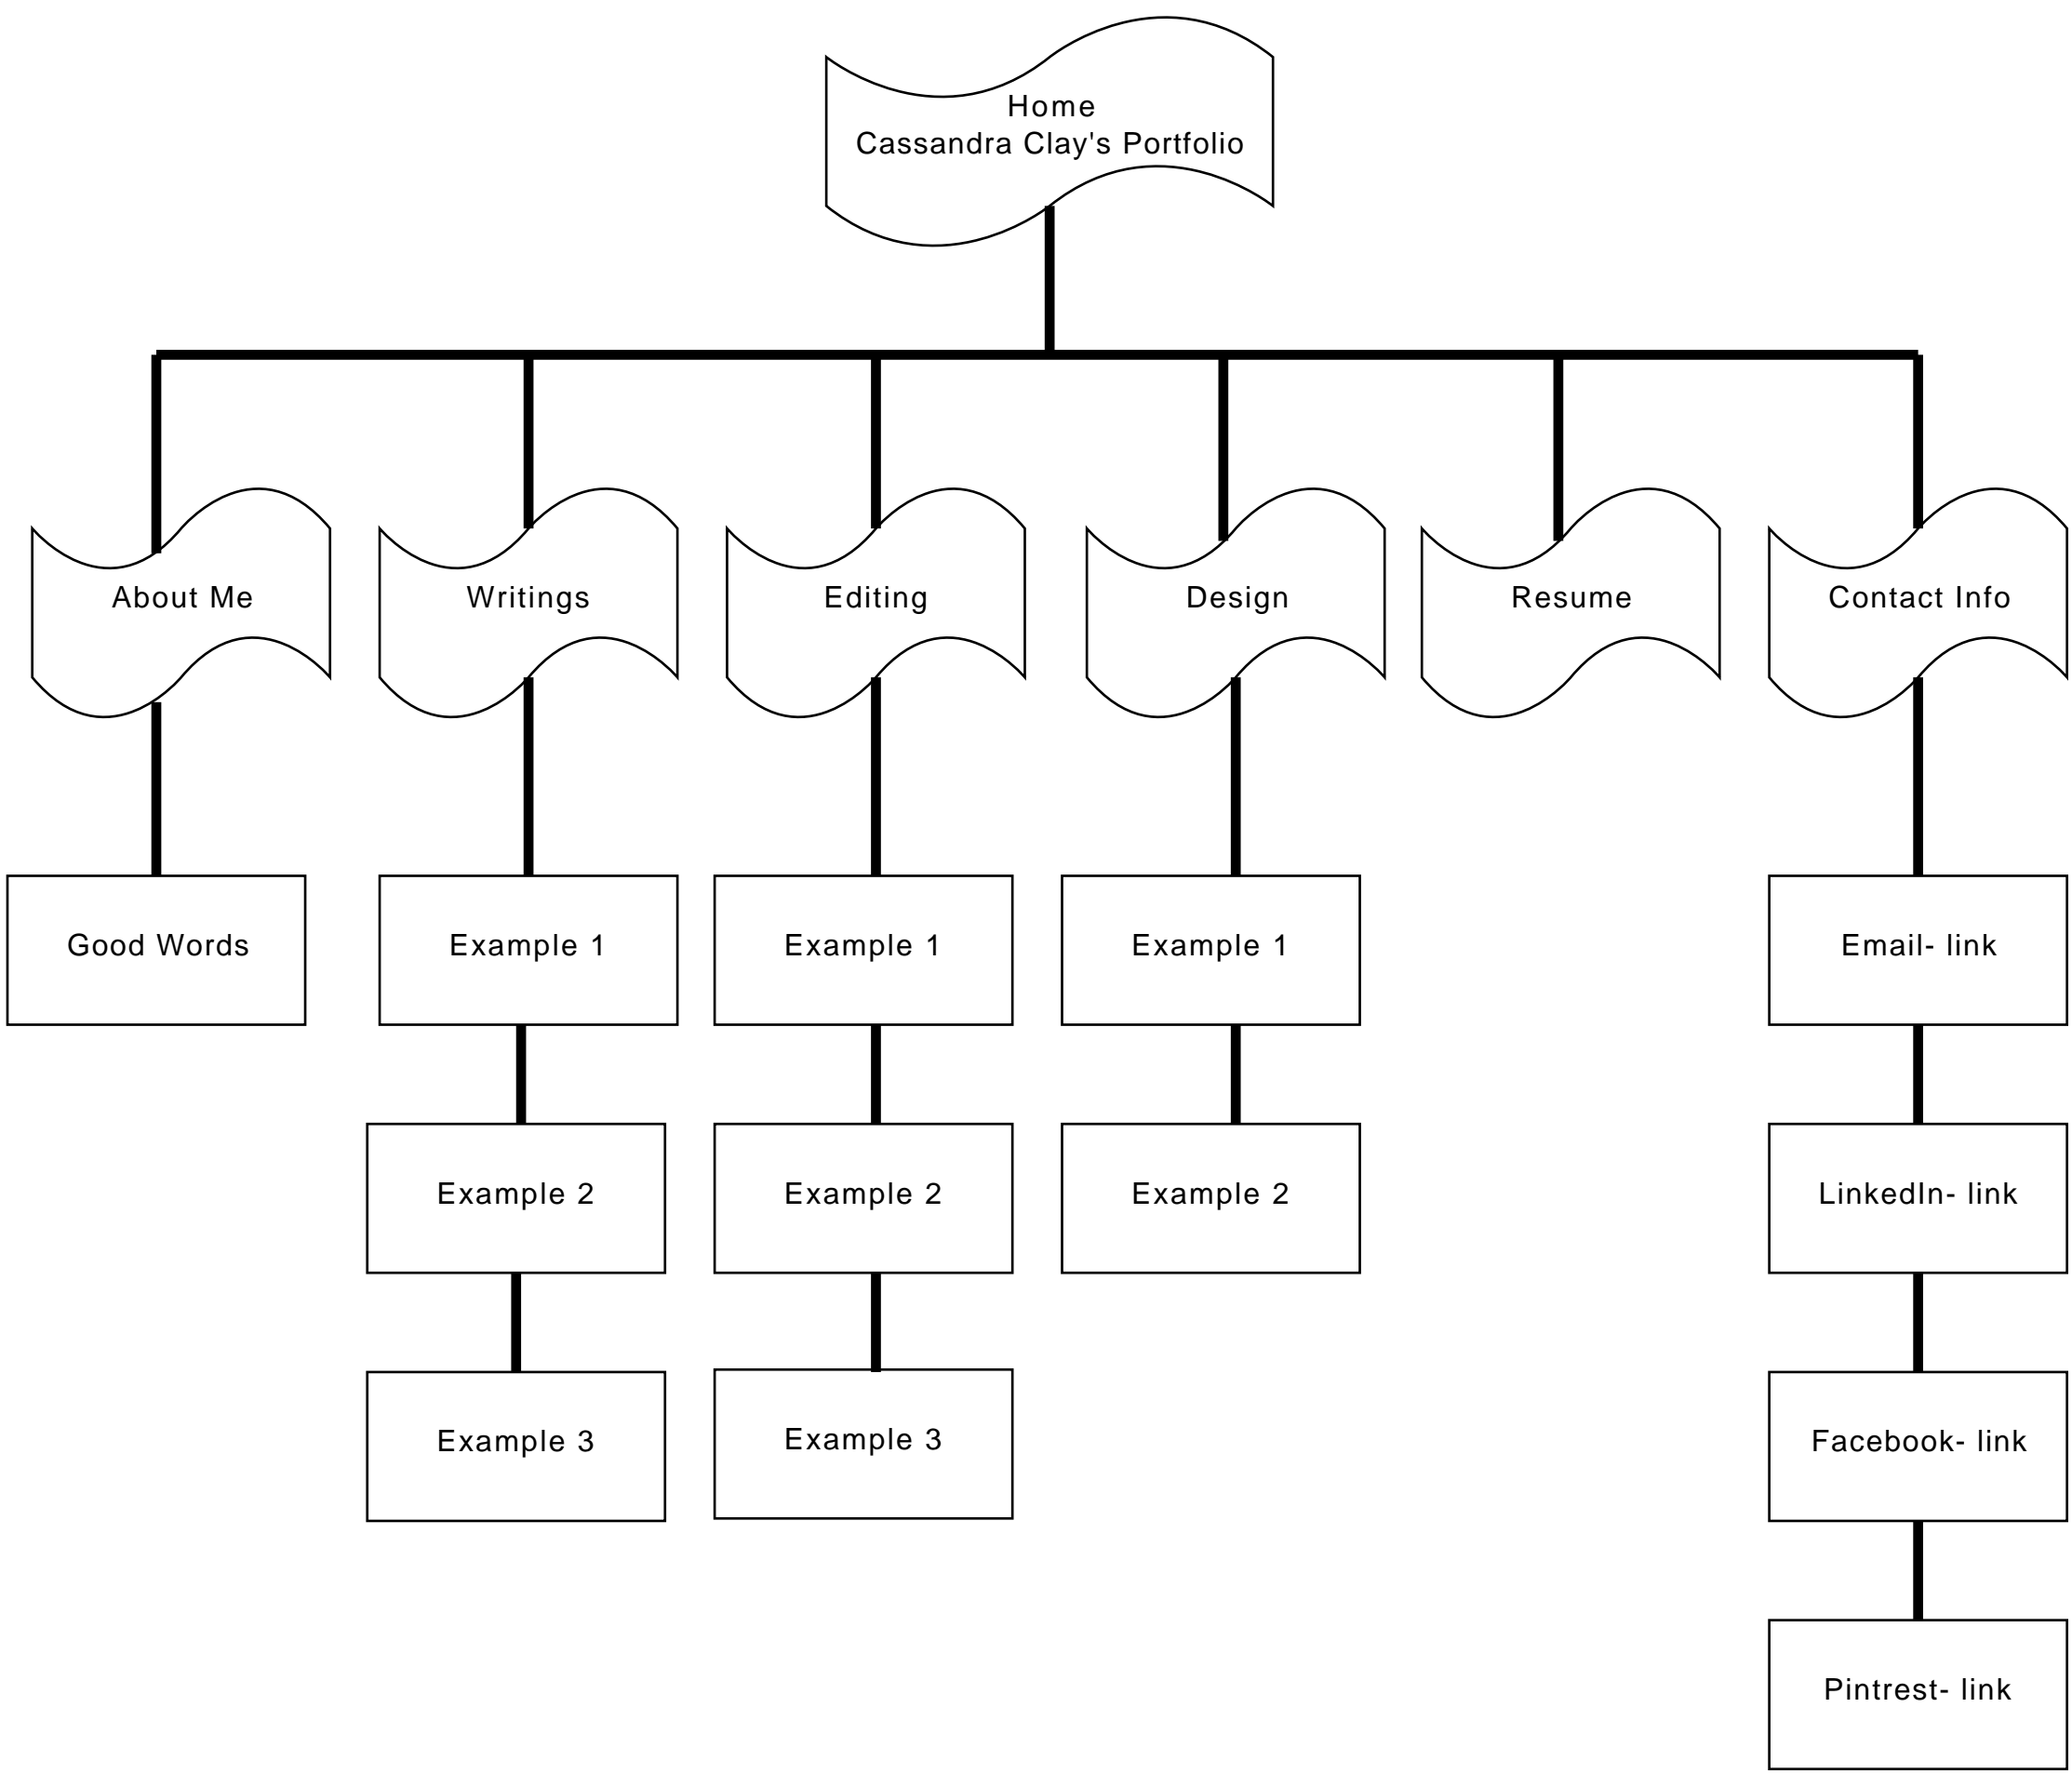 Home
Cassandra Clay's Portfolio
About Me
Writings
Editing
Design
Resume
Contact Info
Good Words
Example 1
Example 1
Example 1
Email- link
Example 2
Example 2
Example 2
LinkedIn- link
Example 3
Example 3
Facebook- link
Pintrest- link